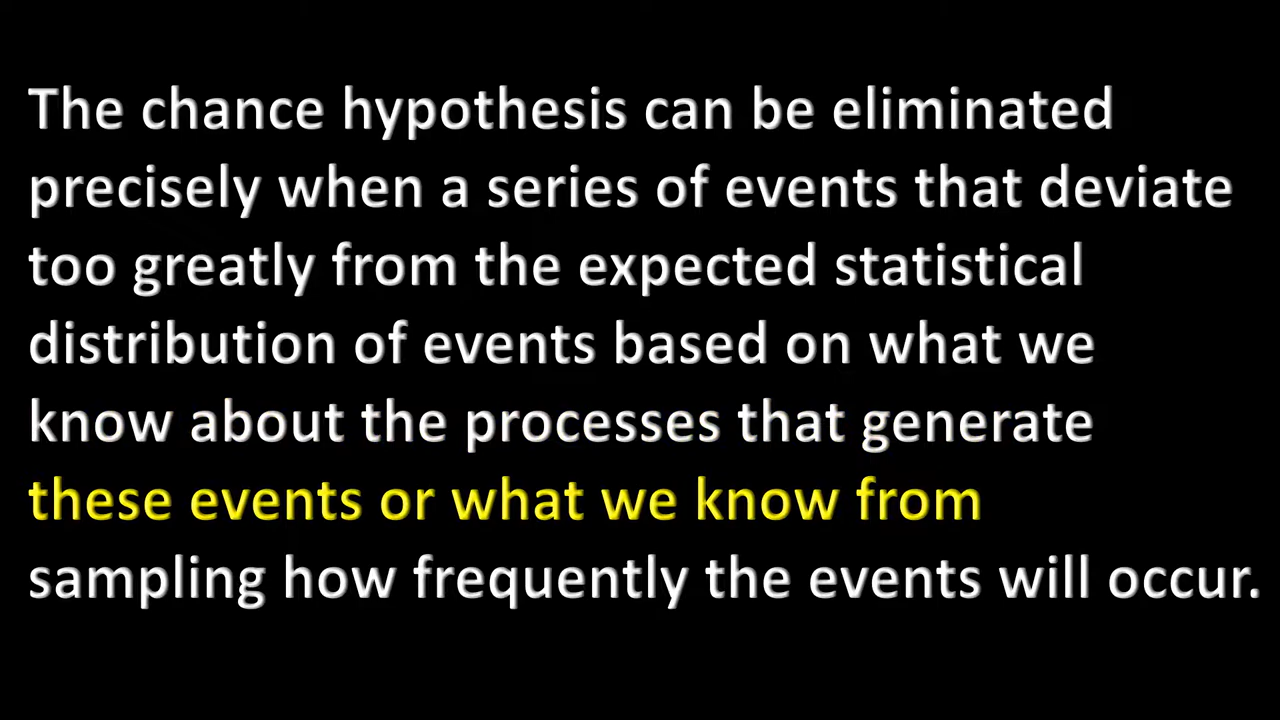 The chance hypothesis can be eliminated
precisely when a series of events that deviate
too greatly from the expected statistical
distribution of events based on what we
know about the processes that generate
these events or what we know from
sampling how frequently the events will occur.